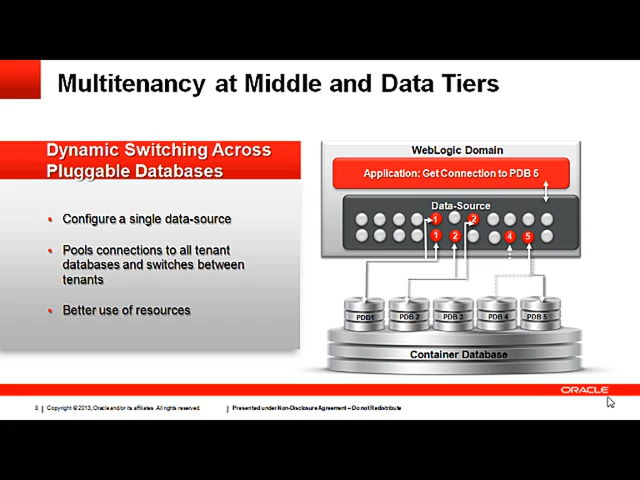 Multitenancy at Middle and Data Tiers
Dynamic Switching Across
Pluggable Databases
• Configure a single data-source
• Pools connections to all tenant
databases and switches between
tenants
• Better use of resources
WebLogic Domain
Application: Get Connection to PDB 5
Data-Source
1 2
1 2 4 5
PDB1 PDB 2 PDB 3 PDB 4 PDB 5
Container Database
ORACLE
8 | Copyright © 2013, Oracle and/or its affiliates. All rights reserved. | Presented under Non-Disclosure Agreement – Do not Redistribute